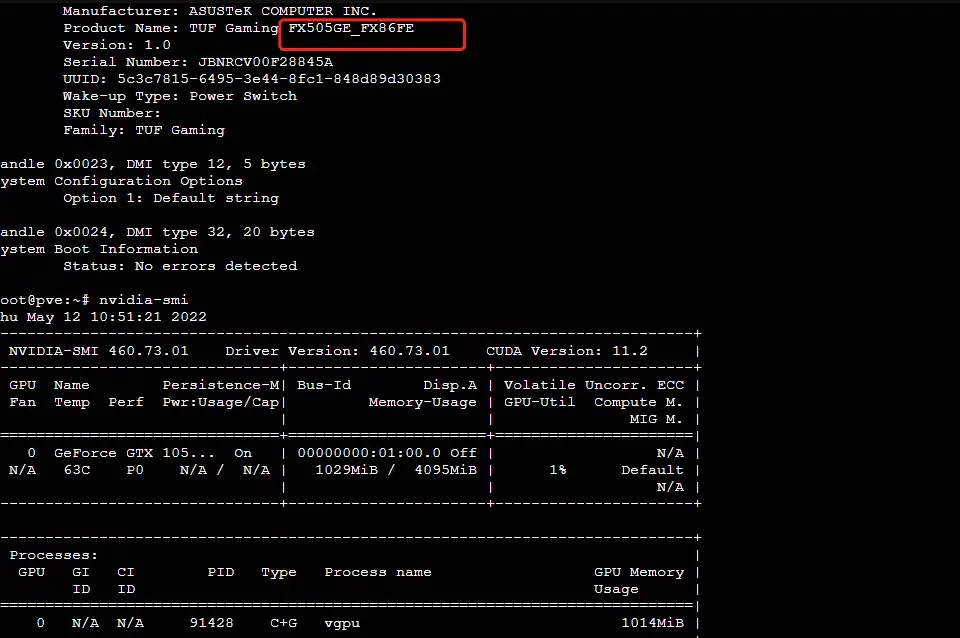 Manufacturer: ASUSTeK COMPUTER INC.
Product Name: TUF Gaming FX505GE_FX86FE
Version: 1.0
Serial Number: JBNRCV00F28845A
UUID: 5c3c7815-6495-3e44-8fc1-848d89d30383
Wake-up Type: Power Switch
SKU Number:
Family: TUF Gaming
andle 0x0023, DMI type 12, 5 bytes
ystem Configuration Options
Option 1: Default string
andle 0x0024, DMI type 32, 20 bytes
ystem Boot Information
Status: No errors detected
oot@pve:~# nvidia-smi
hu May 12 10:51:21 2022
-----------------------------------------------------------------------------+
NVIDIA-SMI 460.73.01    Driver Version: 460.73.01    CUDA Version: 11.2     |
-------------------------------+----------------------+----------------------+
GPU  Name        Persistence-M| Bus-Id        Disp.A | Volatile Uncorr. ECC |
Fan  Temp  Perf  Pwr:Usage/Cap|         Memory-Usage | GPU-Util  Compute M. |
|                      |               MIG M. |
===============================+======================+======================|
0  GeForce GTX 105...  On   | 00000000:01:00.0 Off |                  N/A |
N/A   63C    P0    N/A /  N/A |   1029MiB /  4095MiB |      1%      Default |
|                      |                  N/A |
-------------------------------+----------------------+----------------------+
-----------------------------------------------------------------------------+
Processes:                                                                  |
GPU   GI   CI        PID   Type   Process name                  GPU Memory |
ID   ID                                                   Usage      |
=============================================================================|
0   N/A  N/A     91428    C+G   vgpu                             1014MiB |